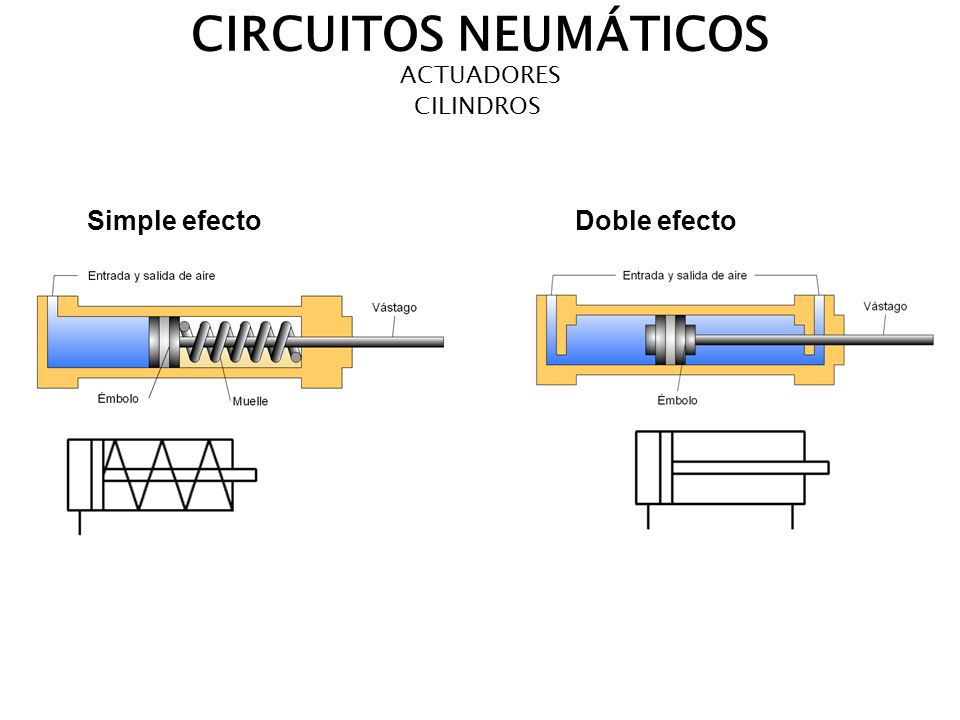 CIRCUITOS NEUMÁTICOS
ACTUADORES
CILINDROS
Simple efecto
Entrada y salida de aire
Vástago
Émbolo
Muelle
Doble efecto
Entrada y salida de aire
Vástago
Émbolo